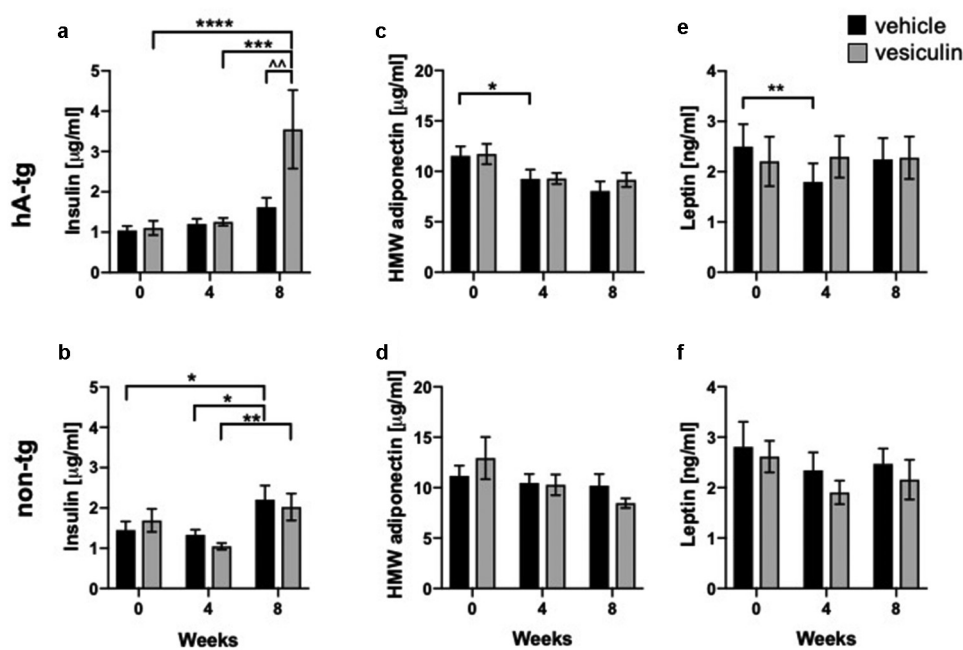 vehicle
vesiculin
hA-tg
a
****
***
^^
Insulin [µg/ml]
5
4
3
2
1
0
0 4 8
c
*
HMW adiponectin [µg/ml]
20
15
10
5
0
0 4 8
e
**
Leptin [ng/ml]
4
3
2
1
0
0 4 8
non-tg
b
*
*
**
Insulin [µg/ml]
5
4
3
2
1
0
0 4 8
Weeks
d
HMW adiponectin [µg/ml]
20
15
10
5
0
0 4 8
Weeks
f
Leptin [ng/ml]
4
3
2
1
0
0 4 8
Weeks